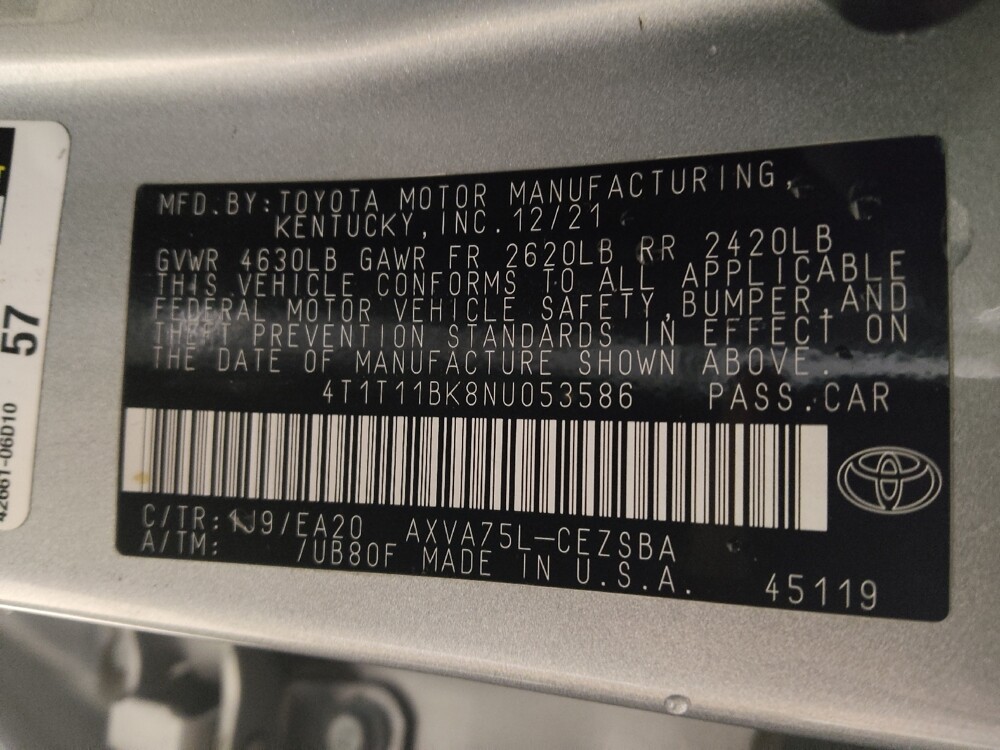 57
42661-06D10
MFD.BY:TOYOTA MOTOR MANUFACTURING,
KENTUCKY,INC.12/21
GVWR 4630LB GAWR FR 2620LB RR 2420LB
THIS VEHICLE CONFORMS TO ALL APPLICABLE
FEDERAL MOTOR VEHICLE SAFETY,BUMPER,AND
THEFT PREVENTION STANDARDS IN EFFECT ON
THE DATE OF MANUFACTURE SHOWN ABOVE.
4T1T11BK8NU053586 PASS.CAR
C/TR:1J9/EA20 AXVA75L-CEZSBA
A/TM: /UB80F MADE IN U.S.A. 45119